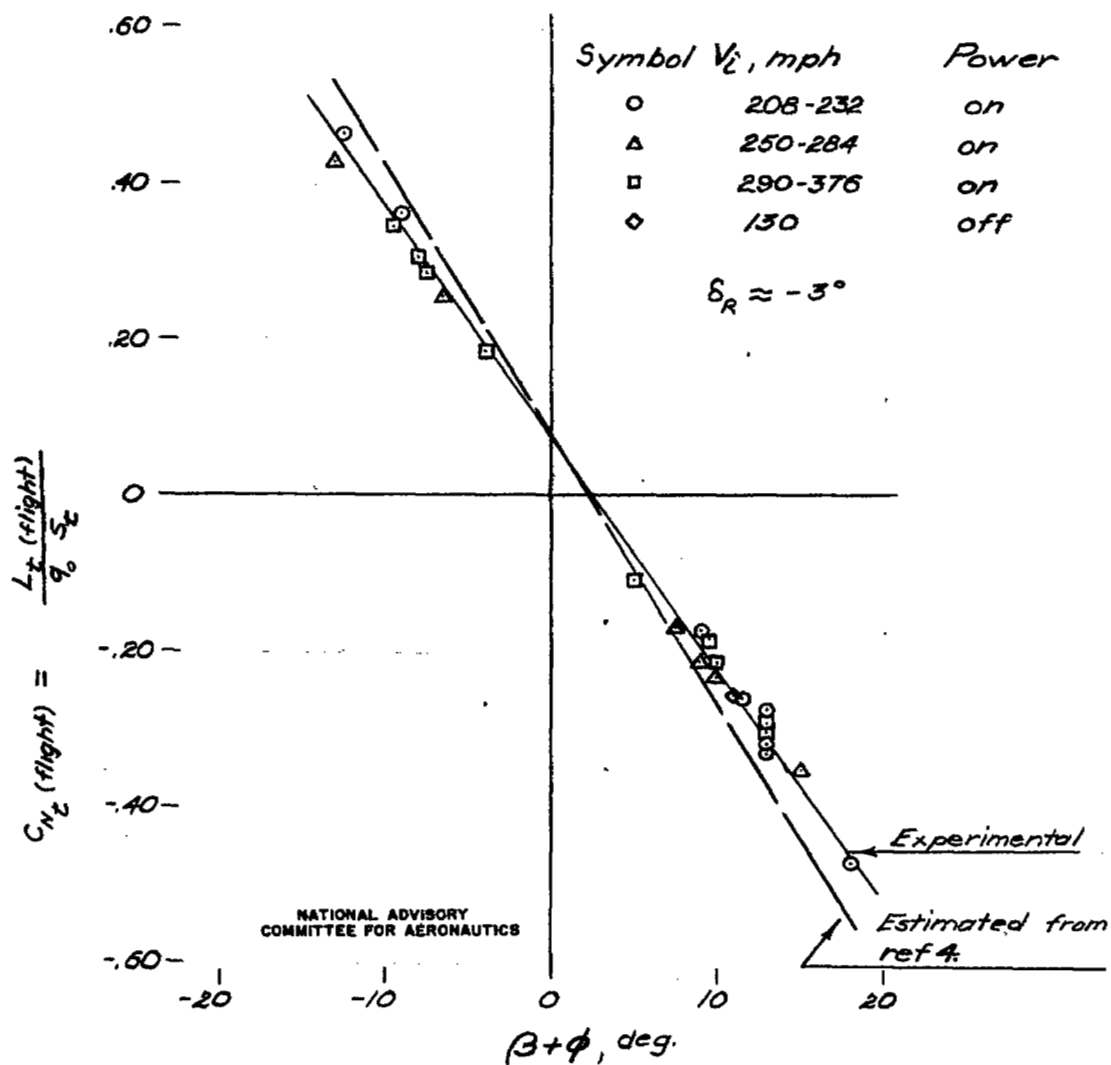 .60
.40
.20
0
-.20
-.40
-.60
C_Nt (flight) = L_t (flight) / q_o S_t
Symbol V_i, mph Power
○ 208-232 on
△ 250-284 on
□ 290-376 on
◇ 130 off
δ_R ≈ -3°
Experimental
Estimated from
ref 4.
NATIONAL ADVISORY
COMMITTEE FOR AERONAUTICS
-20 -10 0 10 20
β+φ, deg.